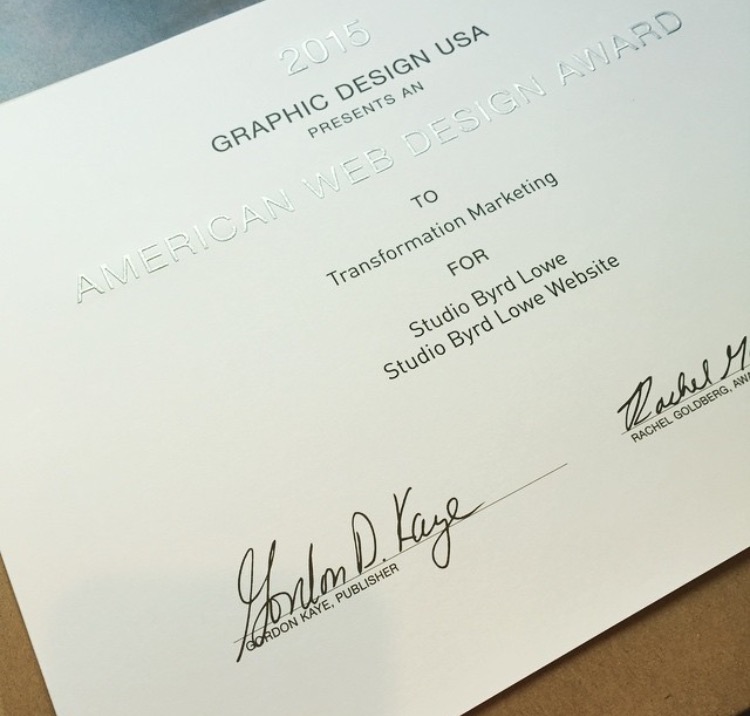 2015
GRAPHIC DESIGN USA
PRESENTS AN
AMERICAN WEB DESIGN AWARD
TO
Transformation Marketing
FOR
Studio Byrd Lowe
Studio Byrd Lowe Website
Rachel
RACHEL GOLDBERG,
Gordon D. Kaye
GORDON KAYE, PUBLISHER